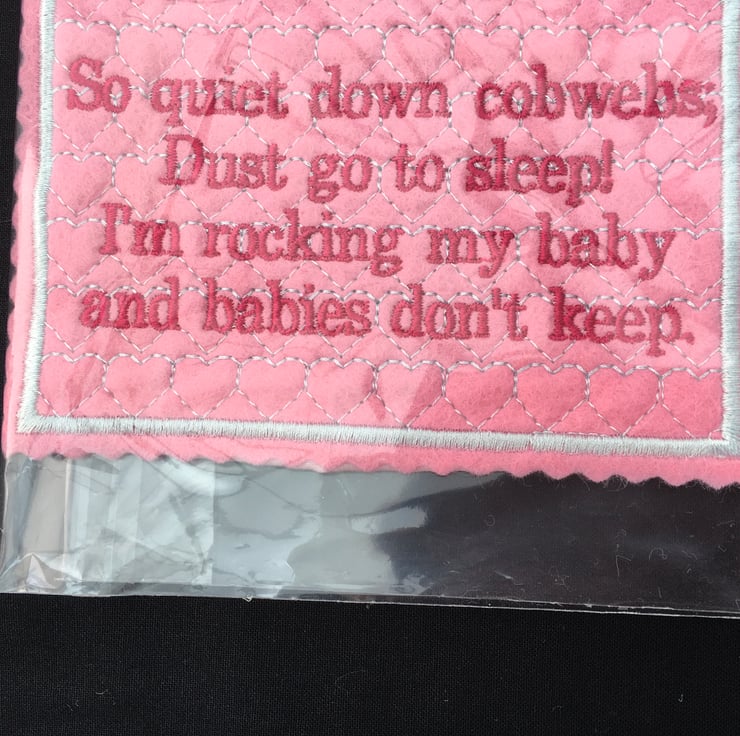 So quiet down cobwebs;
Dust go to sleep!
I'm rocking my baby
and babies don't keep.